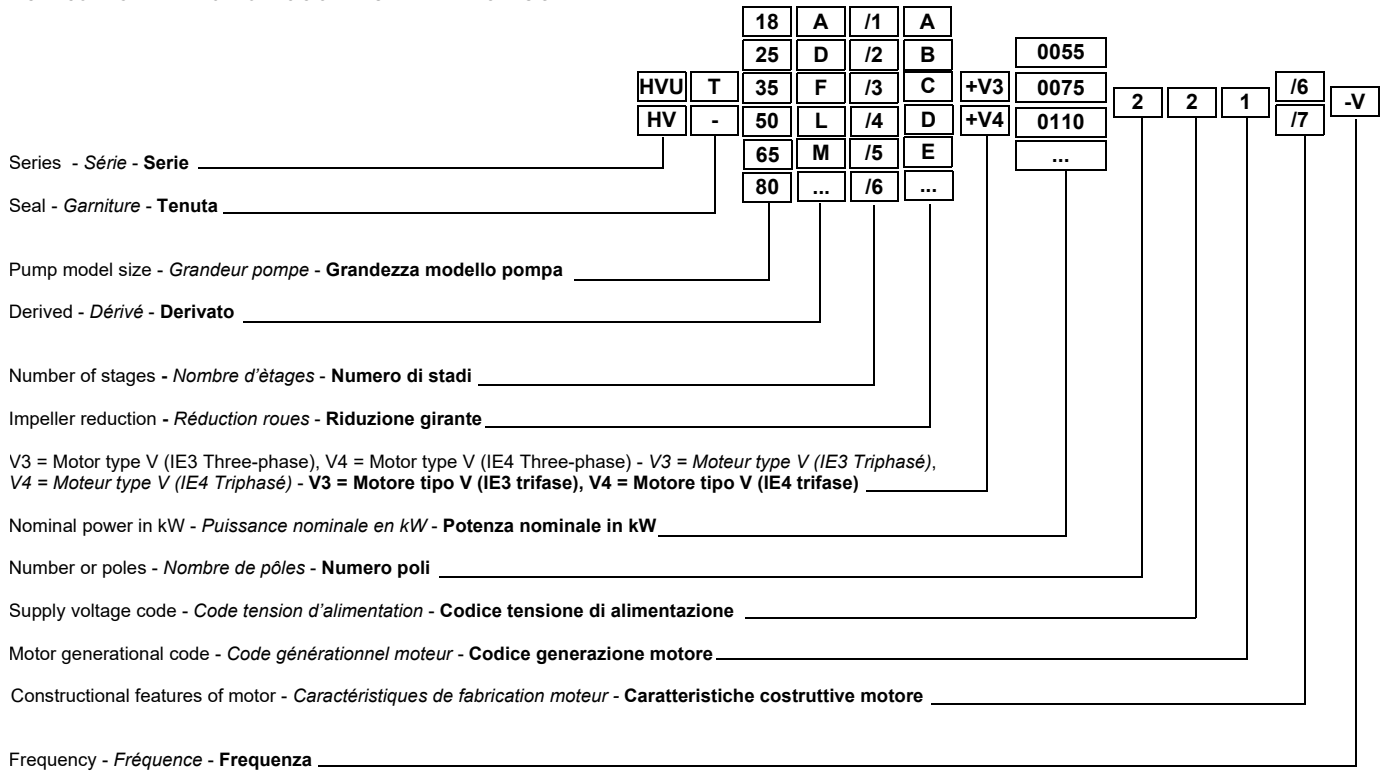 18 A /1 A
25 D /2 B 0055
HVU T 35 F /3 C +V3 0075 2 2 1 /6 -V
HV - 50 L /4 D +V4 0110 /7
65 M /5 E ...
80 ... /6 ...
Series - Série - Serie
Seal - Garniture - Tenuta
Pump model size - Grandeur pompe - Grandezza modello pompa
Derived - Dérivé - Derivato
Number of stages - Nombre d'ètages - Numero di stadi
Impeller reduction - Réduction roues - Riduzione girante
V3 = Motor type V (IE3 Three-phase), V4 = Motor type V (IE4 Three-phase) - V3 = Moteur type V (IE3 Triphasé),
V4 = Moteur type V (IE4 Triphasé) - V3 = Motore tipo V (IE3 trifase), V4 = Motore tipo V (IE4 trifase)
Nominal power in kW - Puissance nominale en kW - Potenza nominale in kW
Number or poles - Nombre de pôles - Numero poli
Supply voltage code - Code tension d'alimentation - Codice tensione di alimentazione
Motor generational code - Code générationnel moteur - Codice generazione motore
Constructional features of motor - Caractéristiques de fabrication moteur - Caratteristiche costruttive motore
Frequency - Fréquence - Frequenza